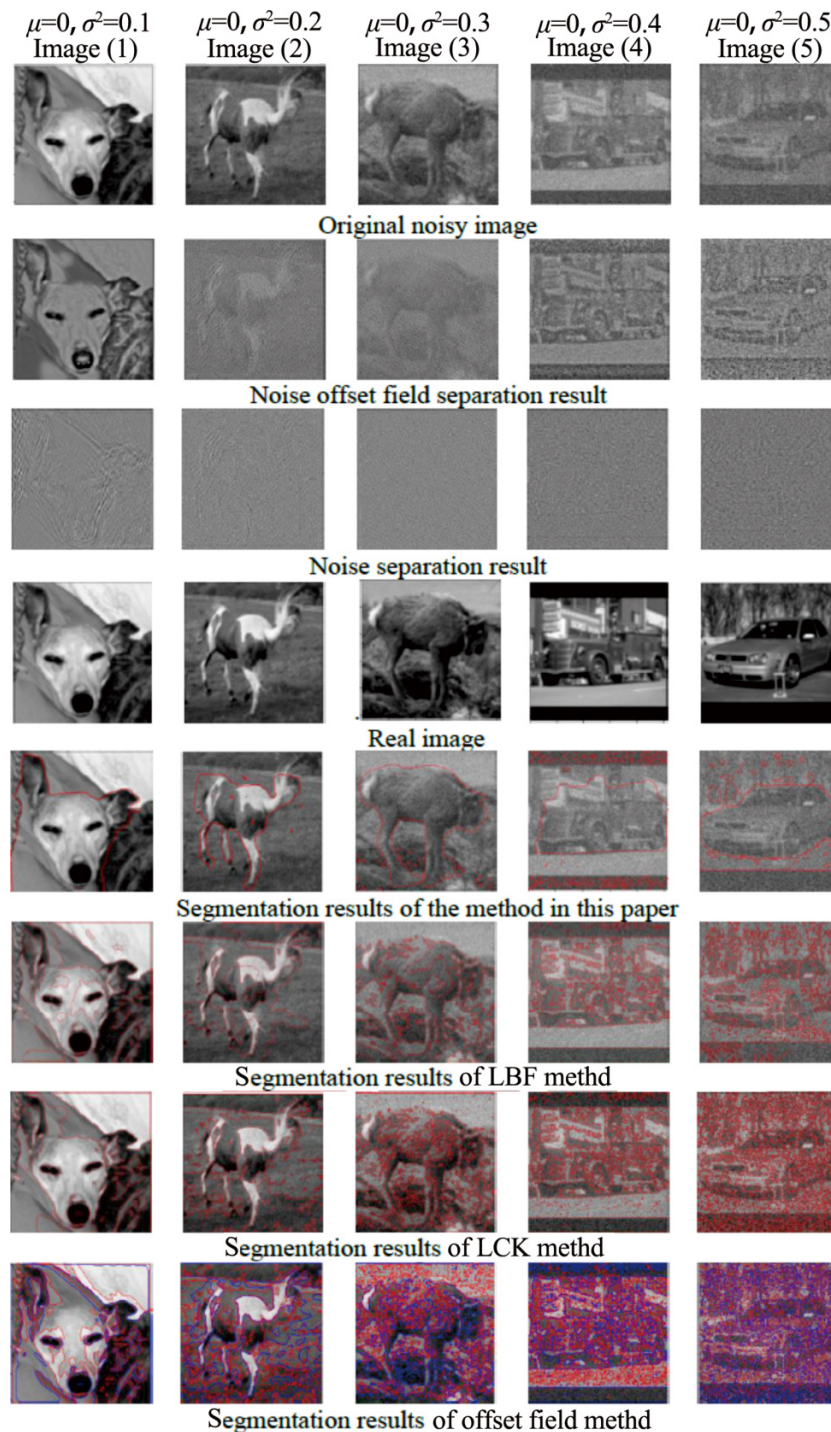 μ=0, σ²=0.1 μ=0, σ²=0.2 μ=0, σ²=0.3 μ=0, σ²=0.4 μ=0, σ²=0.5
Image (1) Image (2) Image (3) Image (4) Image (5)
Original noisy image
Noise offset field separation result
Noise separation result
Real image
Segmentation results of the method in this paper
Segmentation results of LBF methd
Segmentation results of LCK methd
Segmentation results of offset field methd